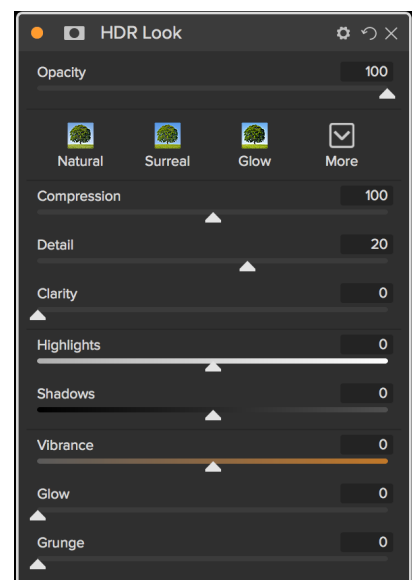 HDR Look
Opacity 100
Natural Surreal Glow More
Compression 100
Detail 20
Clarity 0
Highlights 0
Shadows 0
Vibrance 0
Glow 0
Grunge 0